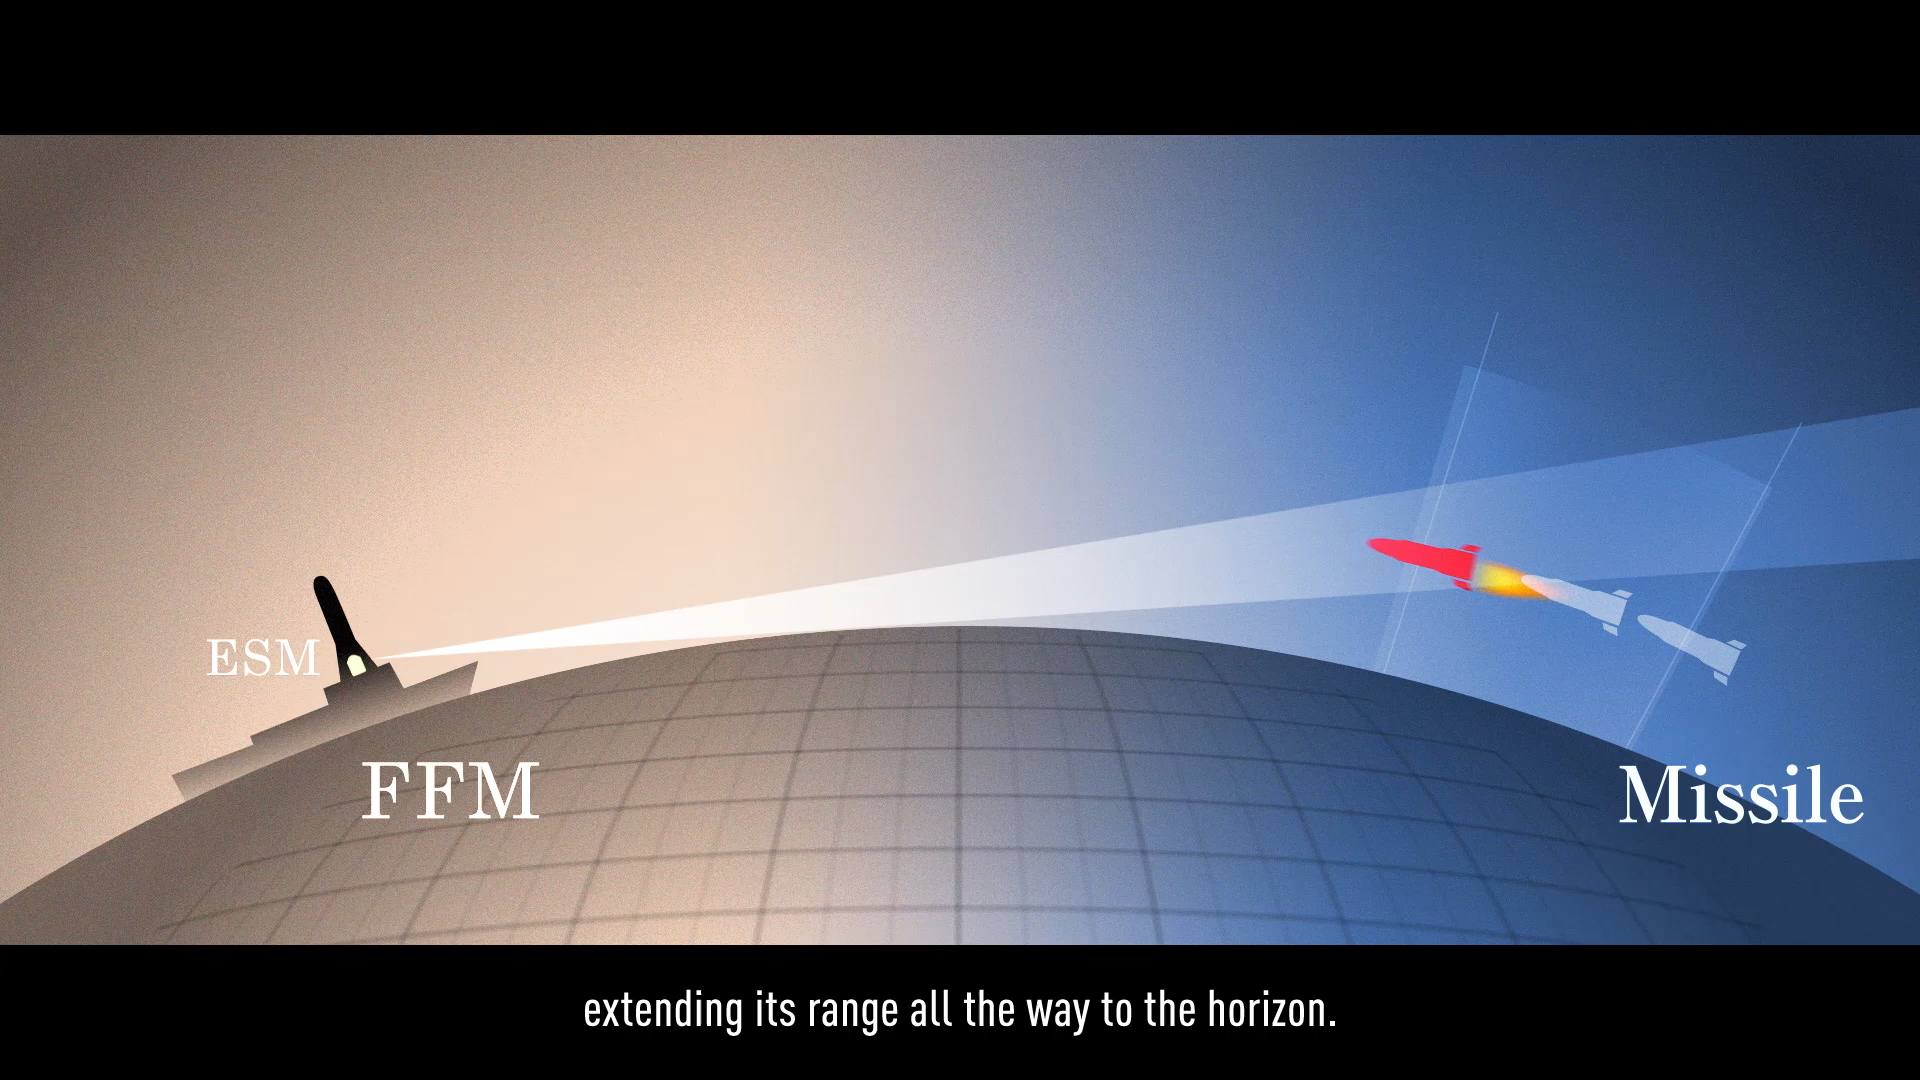 ESM
FFM
Missile
extending its range all the way to the horizon.